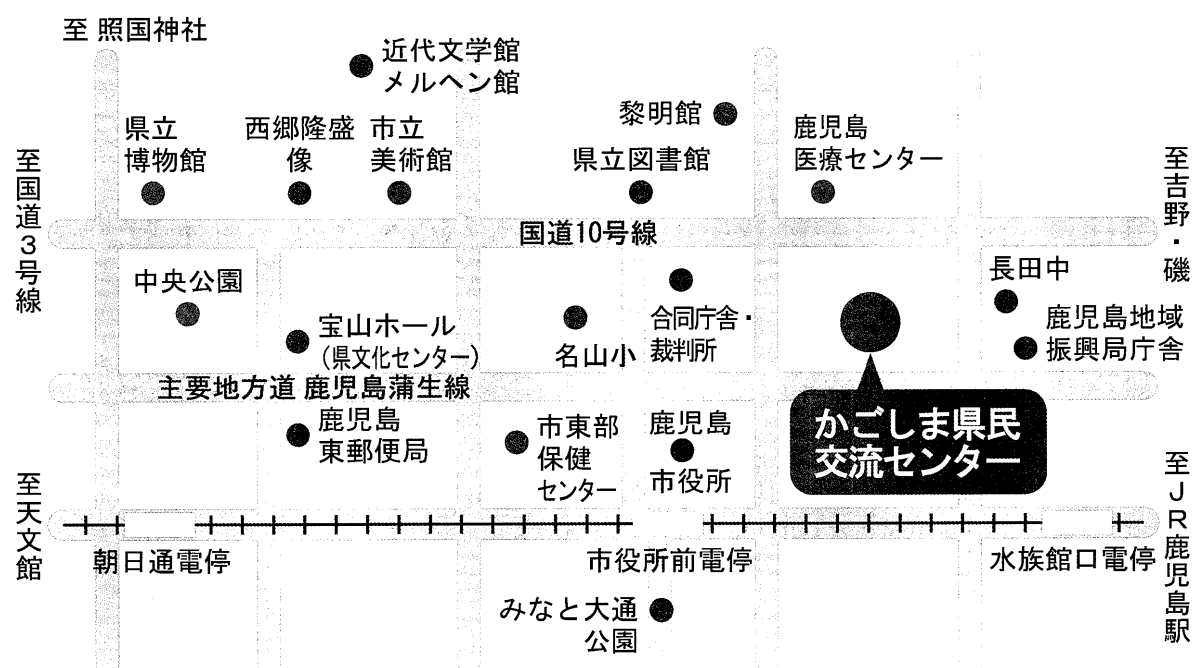 至 照国神社
近代文学館
メルヘン館
黎明館
県立
博物館
西郷隆盛
像
市立
美術館
県立図書館
鹿児島
医療センター
至国道3号線
至吉野・磯
国道10号線
中央公園
宝山ホール
（県文化センター）
名山小
合同庁舎・
裁判所
長田中
鹿児島地域
振興局庁舎
主要地方道 鹿児島蒲生線
鹿児島
東郵便局
市東部
保健
センター
鹿児島
市役所
かごしま県民
交流センター
至天文館
至JR鹿児島駅
朝日通電停
市役所前電停
水族館口電停
みなと大通
公園